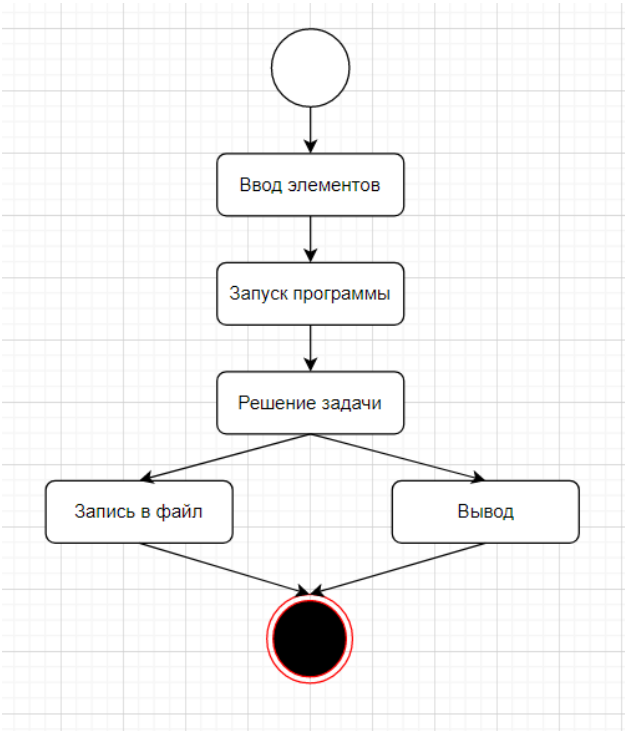 Ввод элементов
Запуск программы
Решение задачи
Запись в файл
Вывод